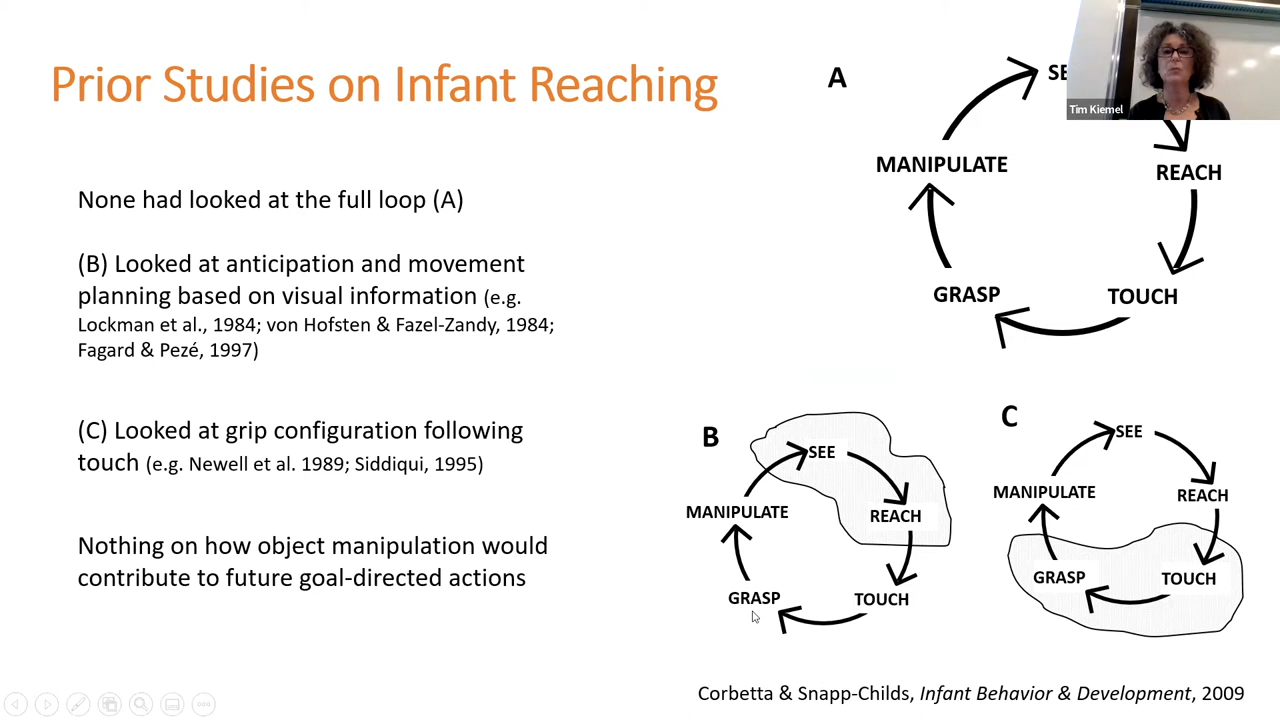 Prior Studies on Infant Reaching
None had looked at the full loop (A)
(B) Looked at anticipation and movement
planning based on visual information (e.g.
Lockman et al., 1984; von Hofsten & Fazel-Zandy, 1984;
Fagard & Pezé, 1997)
(C) Looked at grip configuration following
touch (e.g. Newell et al. 1989; Siddiqui, 1995)
Nothing on how object manipulation would
contribute to future goal-directed actions
A
Tim Kiemel
MANIPULATE
REACH
GRASP
TOUCH
B
SEE
MANIPULATE
REACH
GRASP
TOUCH
C
SEE
MANIPULATE
REACH
GRASP
TOUCH
Corbetta & Snapp-Childs, Infant Behavior & Development, 2009